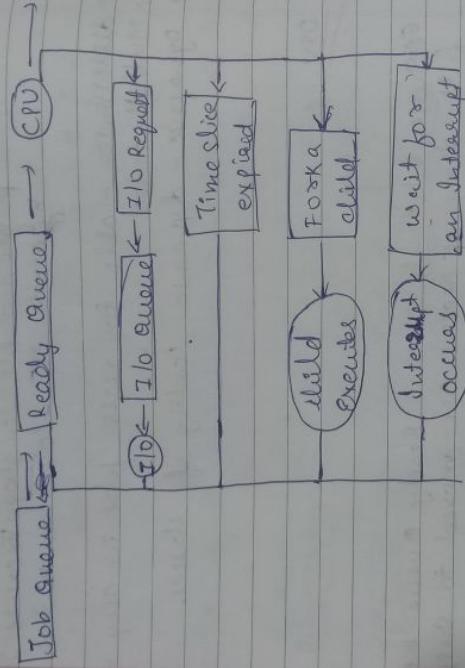 Job Queue
Ready Queue
CPU
I/O
I/O Queue
I/O Request
Time slice
expired
child
Executes
Fork a
child
Interrupt
occurs
Wait for
an Interrupt